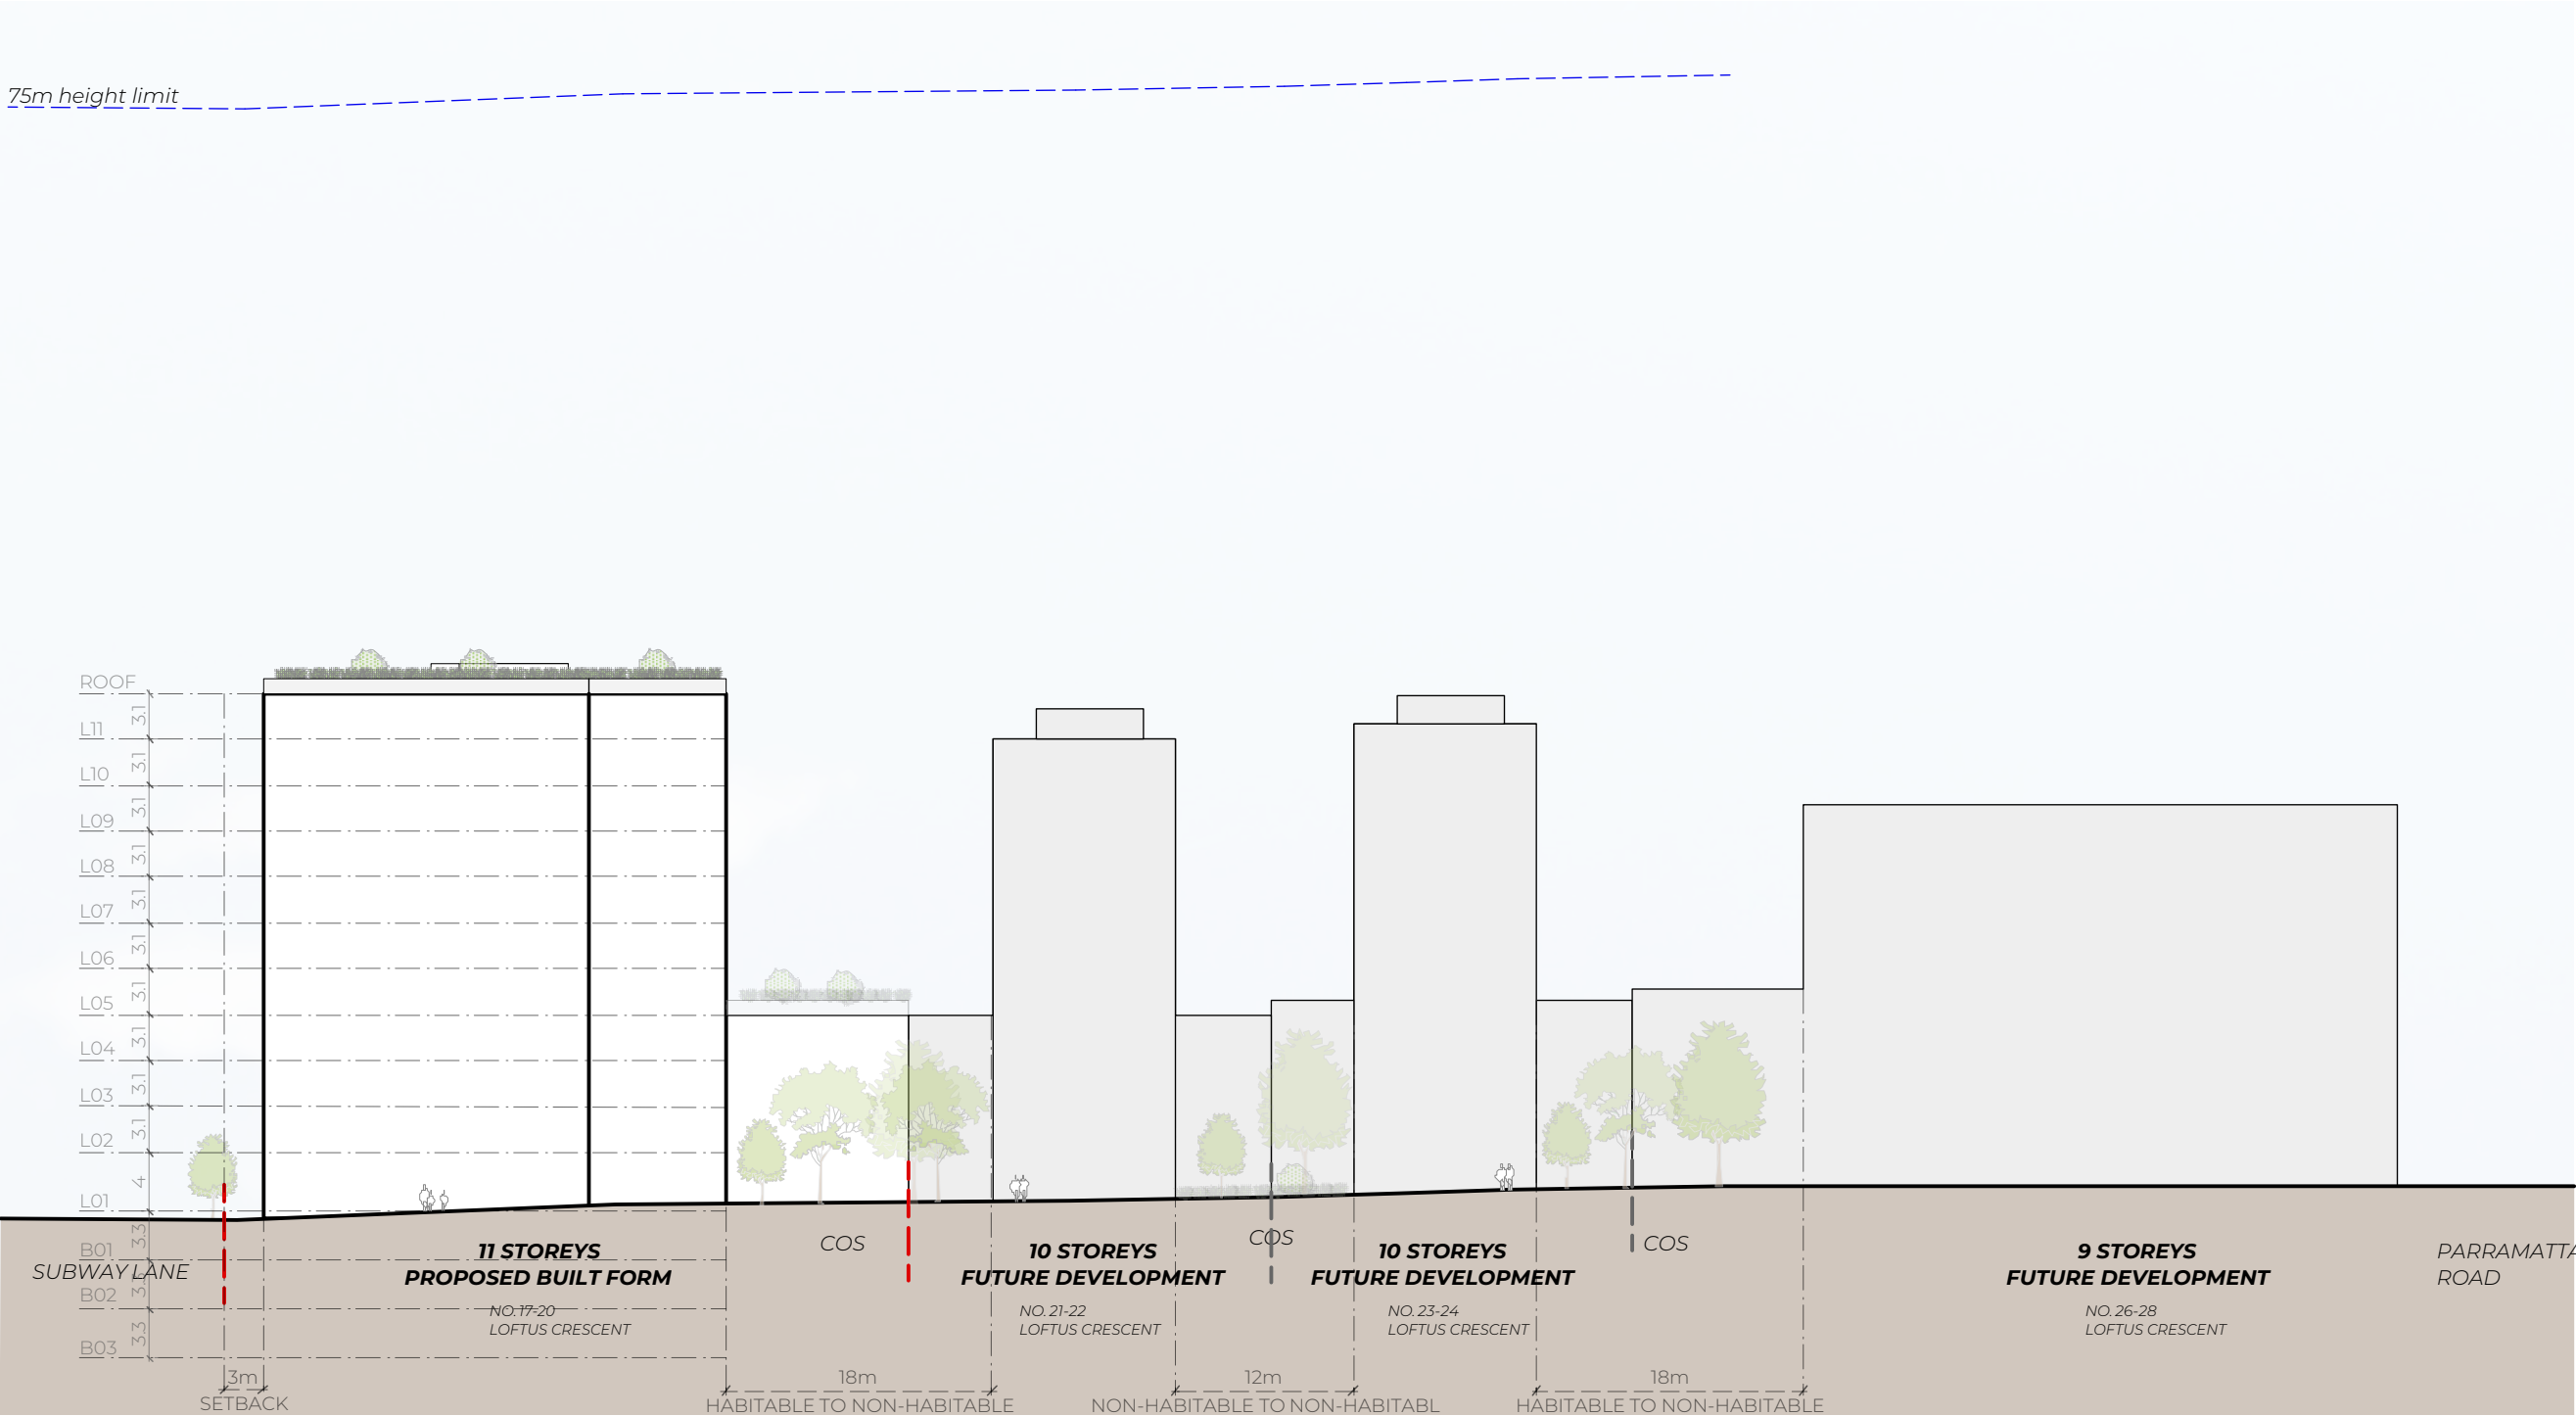 75m height limit
ROOF
3.1
L11
3.1
L10
3.1
L09
3.1
L08
3.1
L07
3.1
L06
3.1
L05
3.1
L04
3.1
L03
3.1
L02
4
L01
3.3
B01
B02
3.3
B03
SUBWAY LANE
11 STOREYS
PROPOSED BUILT FORM
NO. 17-20
LOFTUS CRESCENT
COS
10 STOREYS
FUTURE DEVELOPMENT
NO. 21-22
LOFTUS CRESCENT
COS
10 STOREYS
FUTURE DEVELOPMENT
NO. 23-24
LOFTUS CRESCENT
COS
9 STOREYS
FUTURE DEVELOPMENT
NO. 26-28
LOFTUS CRESCENT
PARRAMATTA
ROAD
3m
SETBACK
18m
HABITABLE TO NON-HABITABLE
12m
NON-HABITABLE TO NON-HABITABL
18m
HABITABLE TO NON-HABITABLE